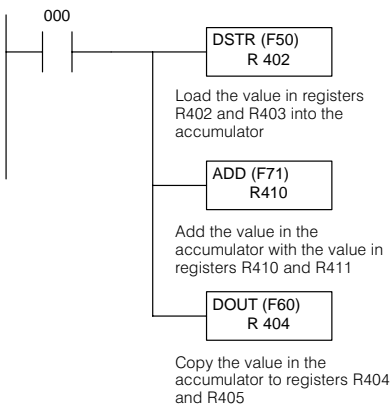 000
DSTR (F50)
R 402
Load the value in registers
R402 and R403 into the
accumulator
ADD (F71)
R410
Add the value in the
accumulator with the value in
registers R410 and R411
DOUT (F60)
R 404
Copy the value in the
accumulator to registers R404
and R405